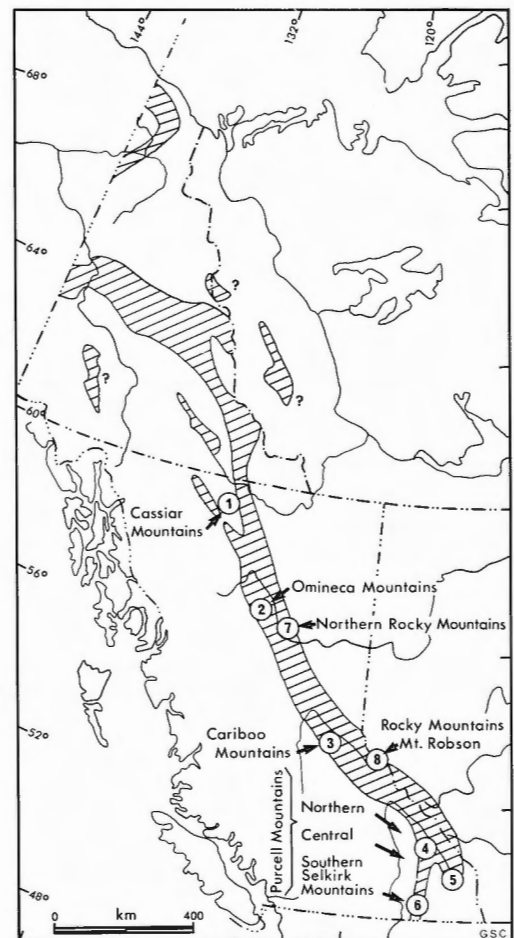 144°
132°
120°
68°
64°
?
?
?
60°
1
Cassiar
Mountains
56°
Omineca Mountains
2
7
Northern Rocky Mountains
52°
Rocky Mountains
Mt. Robson
Cariboo
Mountains
3
8
Purcell Mountains
Northern
Central
4
Southern
Selkirk
Mountains
5
6
48°
0 km 400
GSC